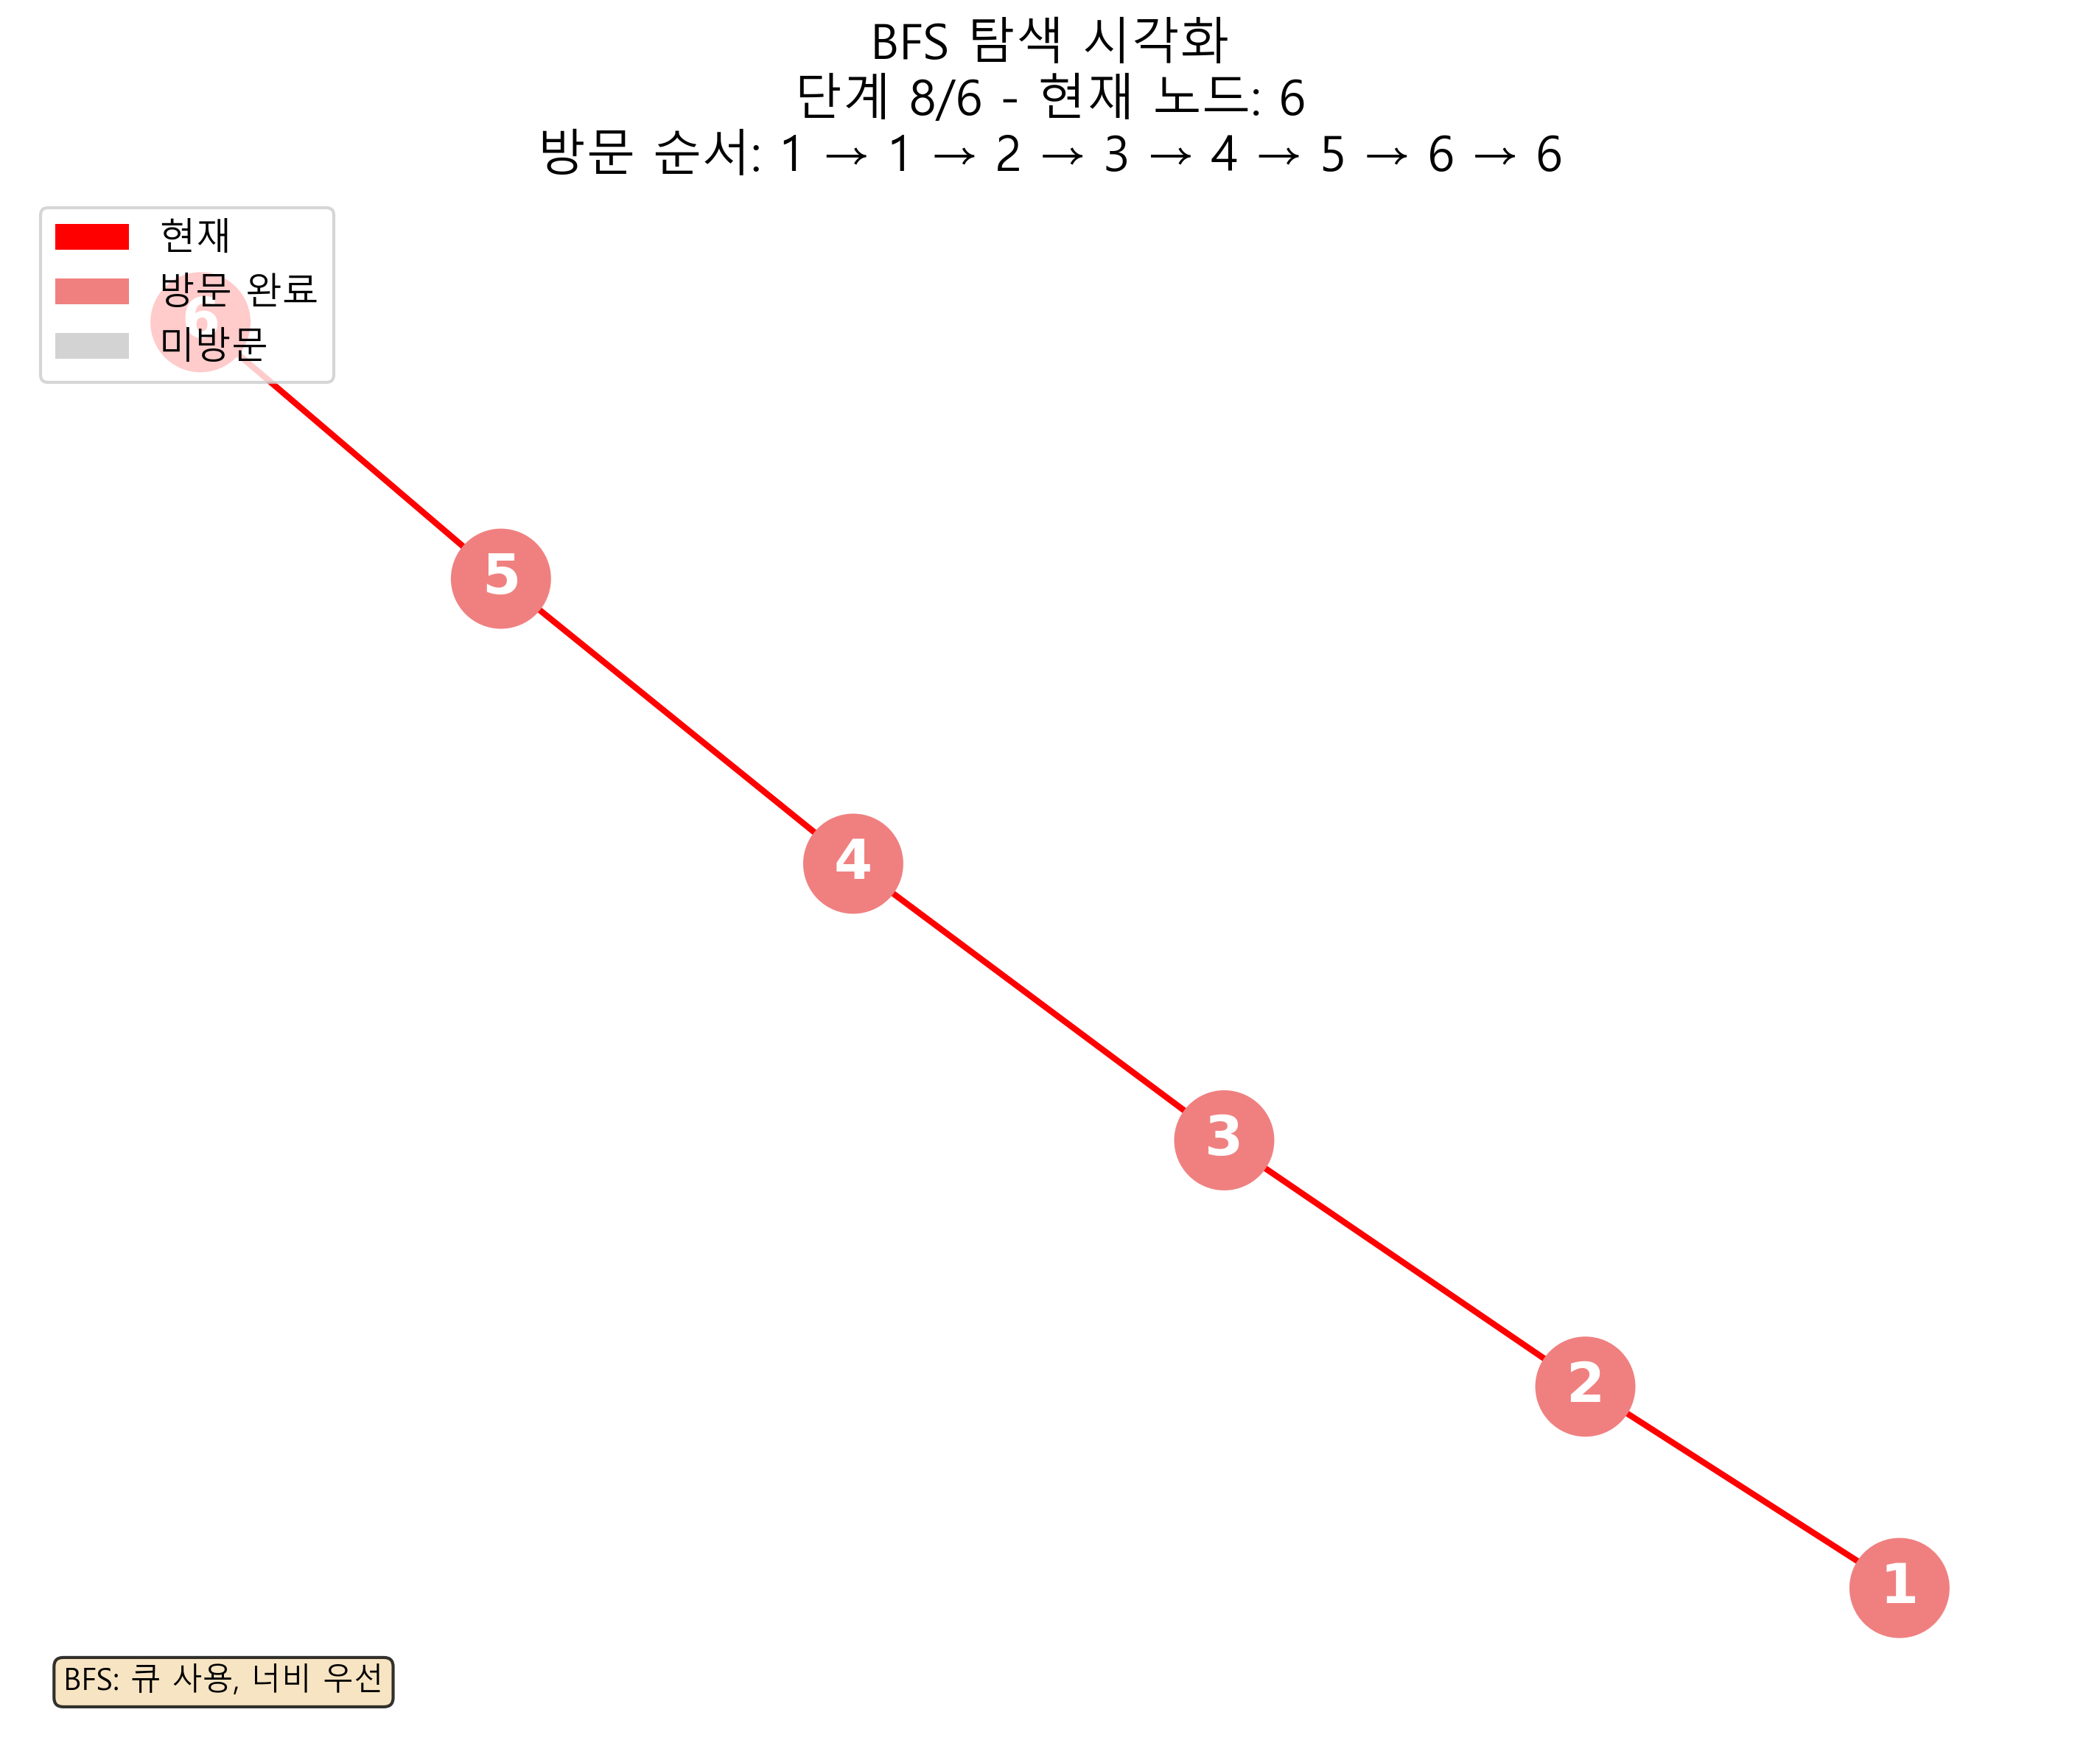 BFS 탐색 시각화
단계 8/6 - 현재 노드: 6
방문 순서: 1 → 1 → 2 → 3 → 4 → 5 → 6 → 6
현재
방문 완료
미방문
6
5
4
3
2
1
BFS: 큐 사용, 너비 우선